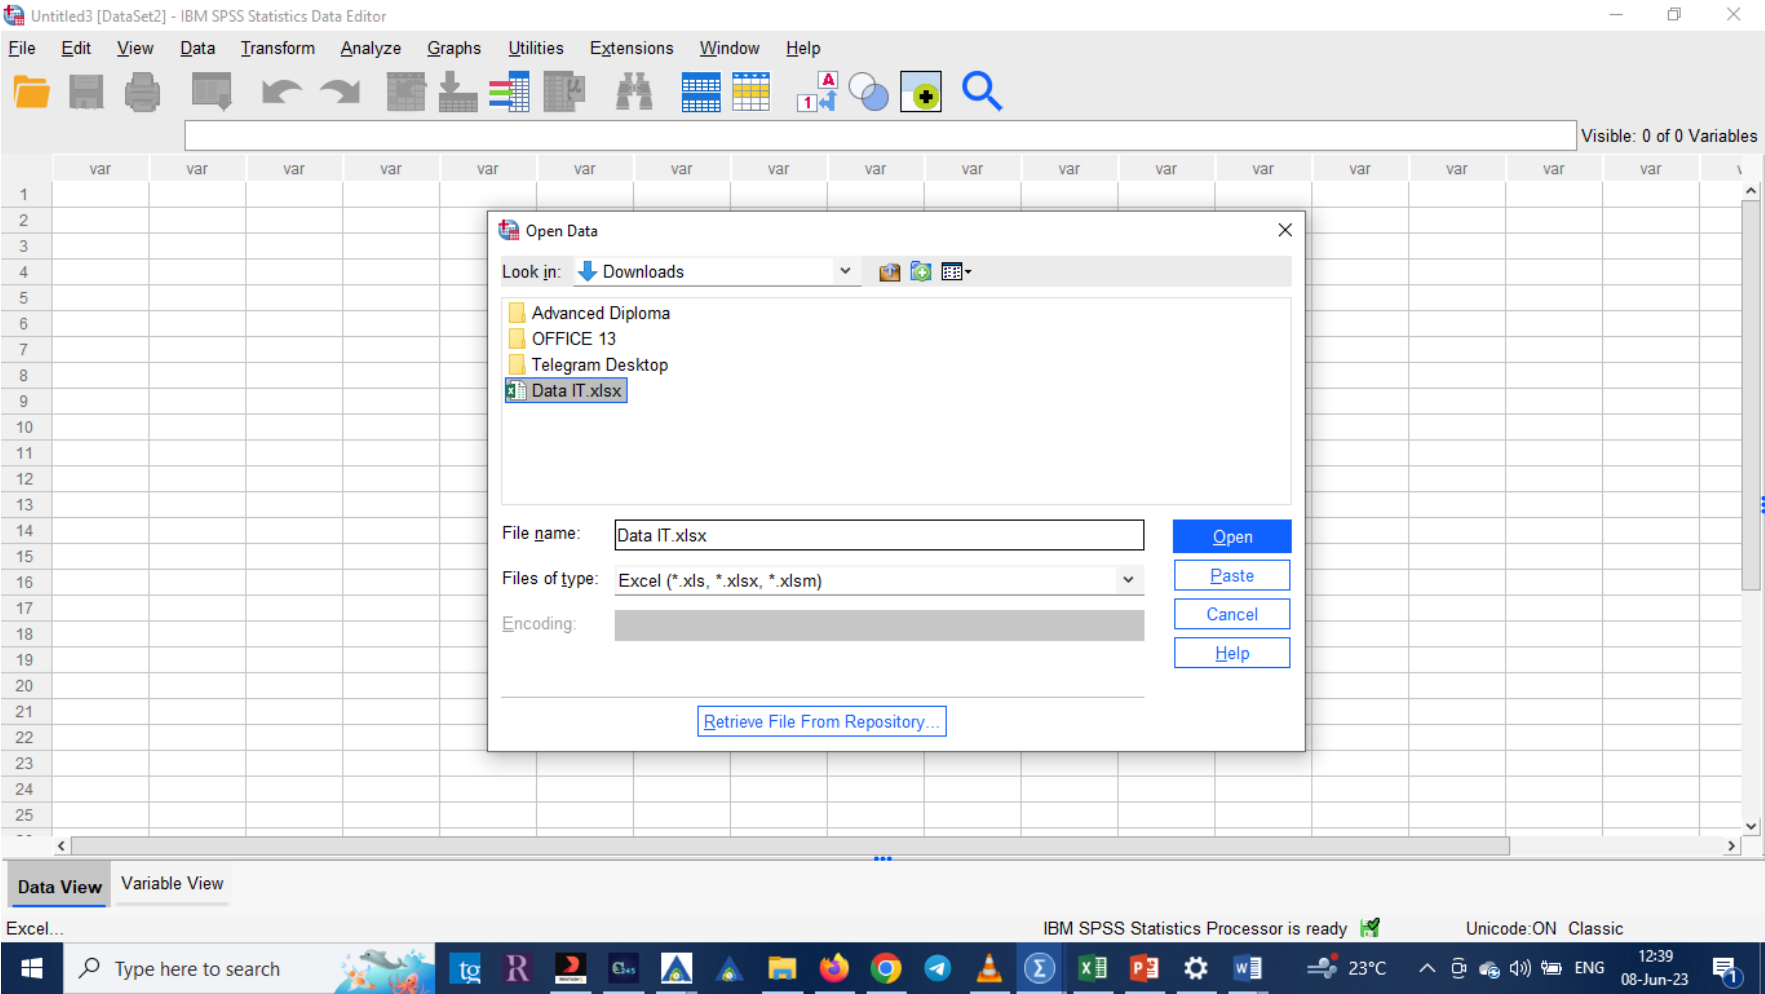 Untitled3 [DataSet2] - IBM SPSS Statistics Data Editor
File Edit View Data Transform Analyze Graphs Utilities Extensions Window Help
Visible: 0 of 0 Variables
var var var var var var var var var var var var var var var var var
1
2
3
4
5
6
7
8
9
10
11
12
13
14
15
16
17
18
19
20
21
22
23
24
25
Open Data
Look in: Downloads
Advanced Diploma
OFFICE 13
Telegram Desktop
Data IT.xlsx
File name: Data IT.xlsx Open
Files of type: Excel (*.xls, *.xlsx, *.xlsm) Paste
Encoding: Cancel
Help
Retrieve File From Repository...
Data View Variable View
Excel... IBM SPSS Statistics Processor is ready Unicode:ON Classic
Type here to search 23°C ENG 12:39
08-Jun-23